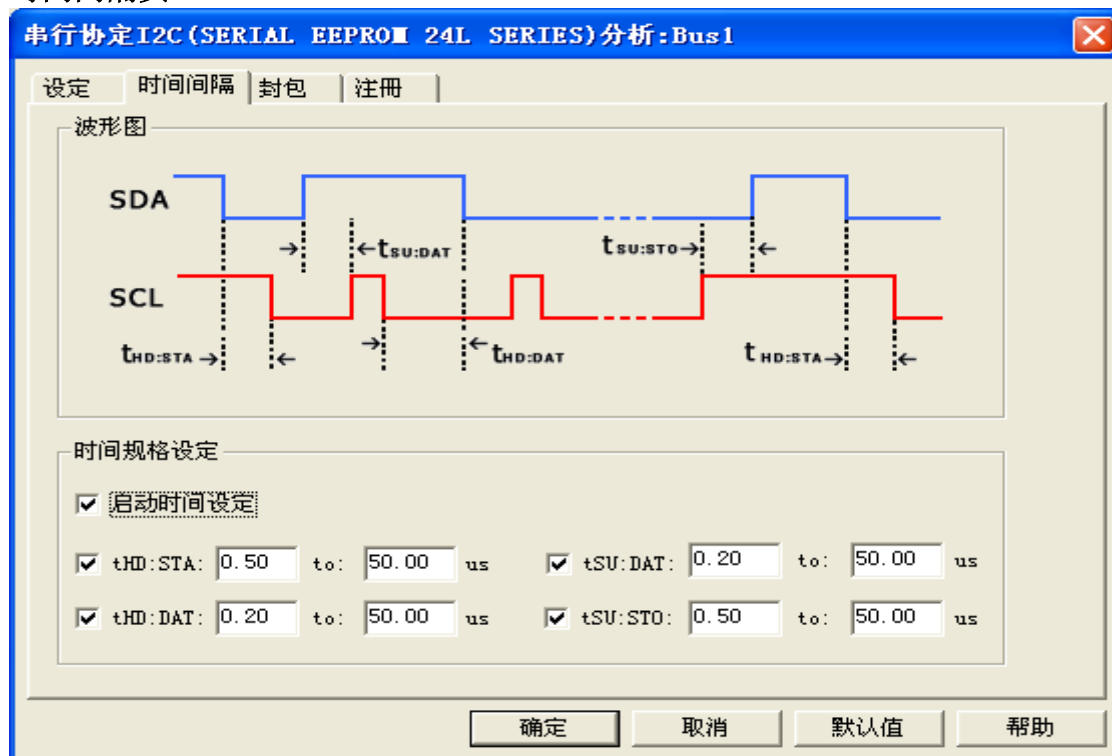 串行协定I2C(SERIAL EEPROM 24L SERIES)分析:Bus1
设定 时间间隔 封包 注册
波形图
SDA
tSU:DAT tSU:STO
SCL
tHD:STA tHD:DAT tHD:STA
时间规格设定
启动时间设定
tHD:STA: 0.50 to: 50.00 us tSU:DAT: 0.20 to: 50.00 us
tHD:DAT: 0.20 to: 50.00 us tSU:STO: 0.50 to: 50.00 us
确定 取消 默认值 帮助